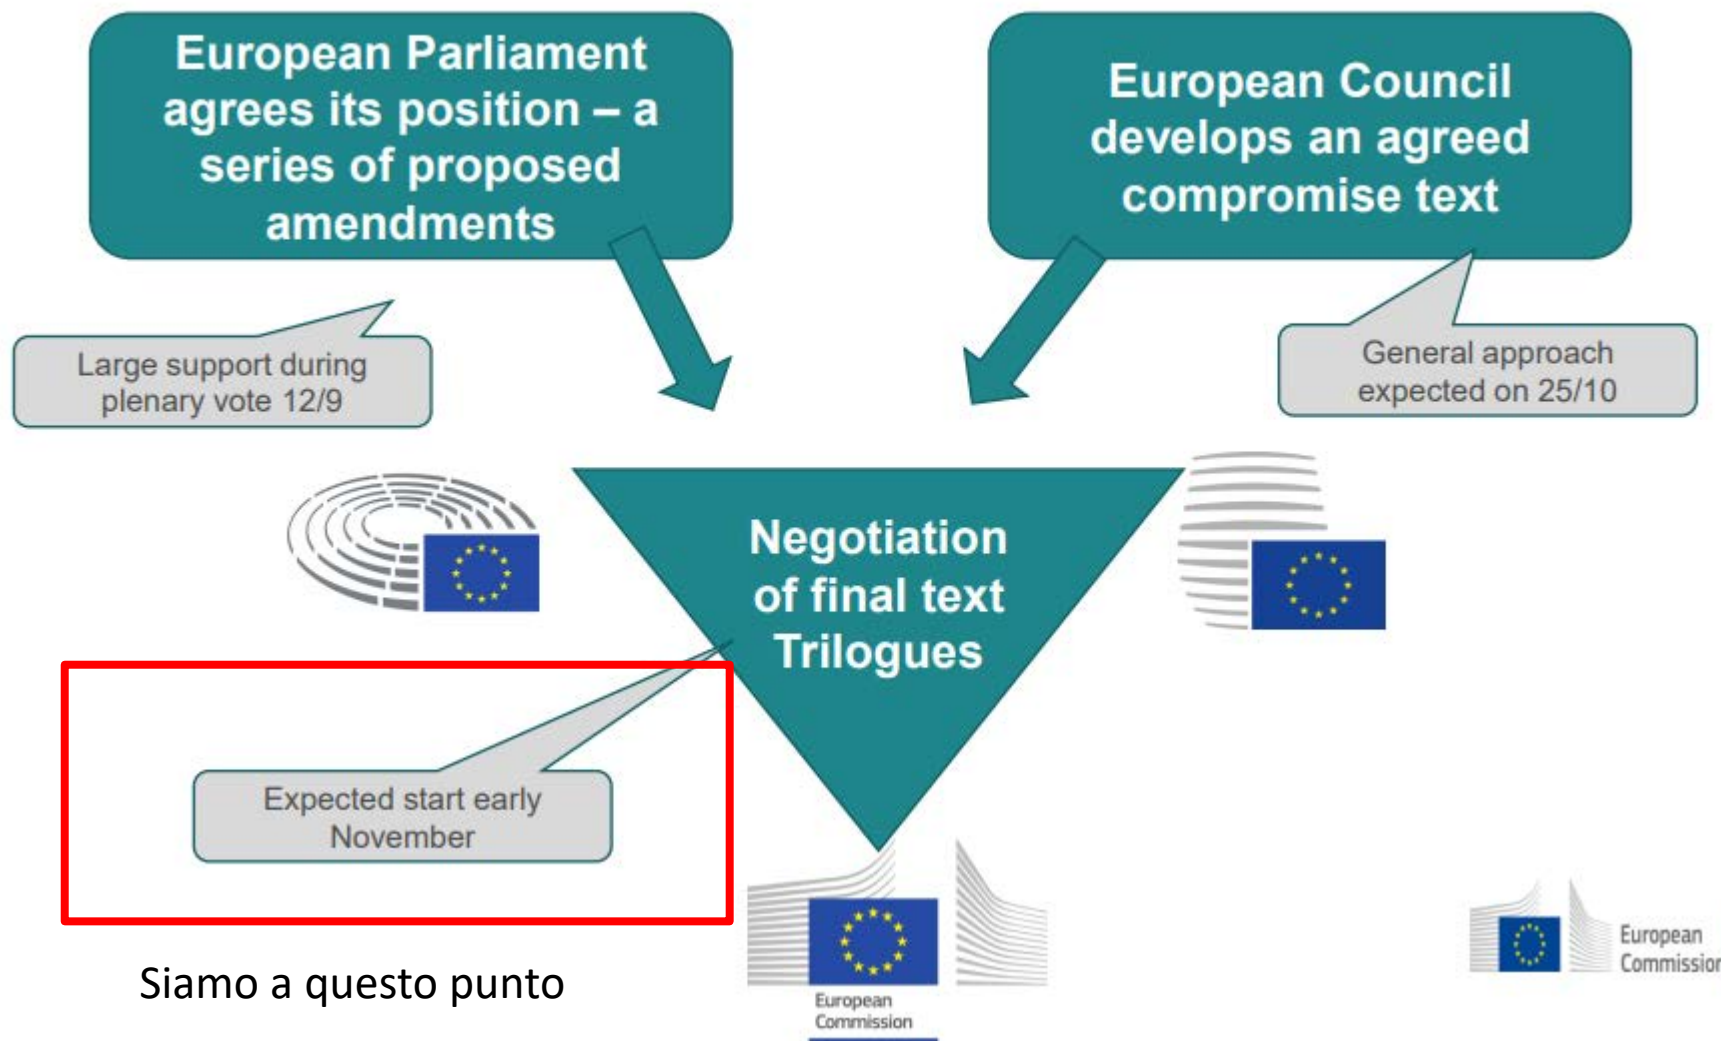 European Parliament
agrees its position – a
series of proposed
amendments
European Council
develops an agreed
compromise text
Large support during
plenary vote 12/9
General approach
expected on 25/10
Negotiation
of final text
Trilogues
Expected start early
November
Siamo a questo punto
European
Commission
European
Commission